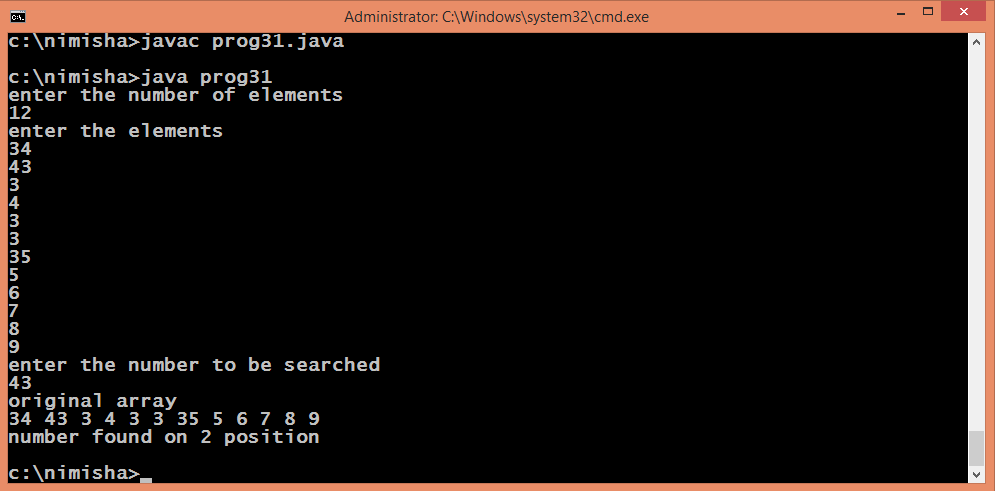 Administrator: C:\Windows\system32\cmd.exe
c:\nimisha>javac prog31.java
c:\nimisha>java prog31
enter the number of elements
12
enter the elements
34
43
3
4
3
3
35
5
6
7
8
9
enter the number to be searched
43
original array
34 43 3 4 3 3 35 5 6 7 8 9
number found on 2 position
c:\nimisha>_